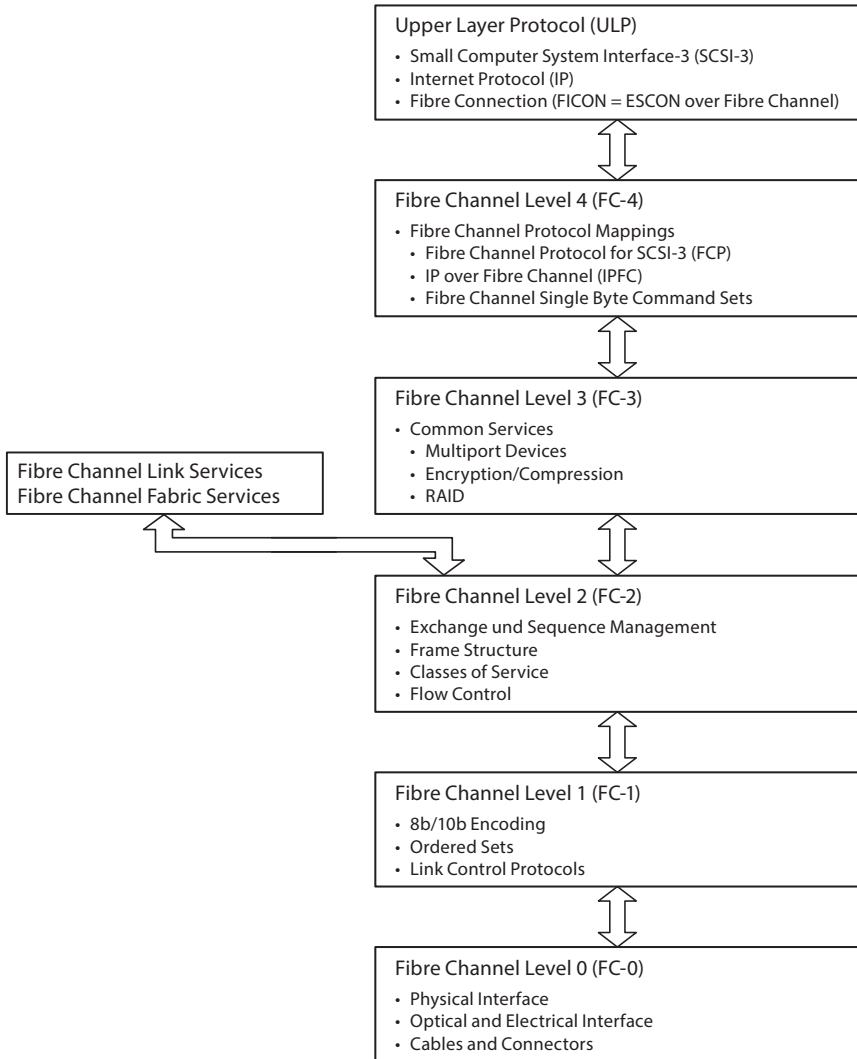 Upper Layer Protocol (ULP)
• Small Computer System Interface-3 (SCSI-3)
• Internet Protocol (IP)
• Fibre Connection (FICON = ESCON over Fibre Channel)
Fibre Channel Level 4 (FC-4)
• Fibre Channel Protocol Mappings
• Fibre Channel Protocol for SCSI-3 (FCP)
• IP over Fibre Channel (IPFC)
• Fibre Channel Single Byte Command Sets
Fibre Channel Level 3 (FC-3)
• Common Services
• Multiport Devices
• Encryption/Compression
• RAID
Fibre Channel Link Services
Fibre Channel Fabric Services
Fibre Channel Level 2 (FC-2)
• Exchange und Sequence Management
• Frame Structure
• Classes of Service
• Flow Control
Fibre Channel Level 1 (FC-1)
• 8b/10b Encoding
• Ordered Sets
• Link Control Protocols
Fibre Channel Level 0 (FC-0)
• Physical Interface
• Optical and Electrical Interface
• Cables and Connectors